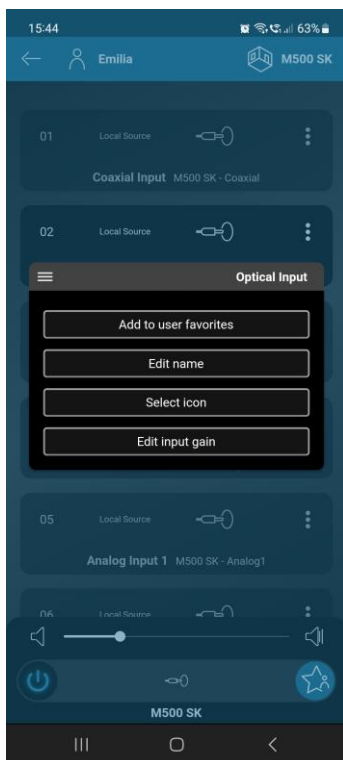 15:44 63%
Emilia M500 SK
01 Local Source
Coaxial Input M500 SK - Coaxial
02 Local Source
Optical Input
Add to user favorites
Edit name
Select icon
Edit input gain
05 Local Source
Analog Input 1 M500 SK - Analog1
06 Local Source
M500 SK